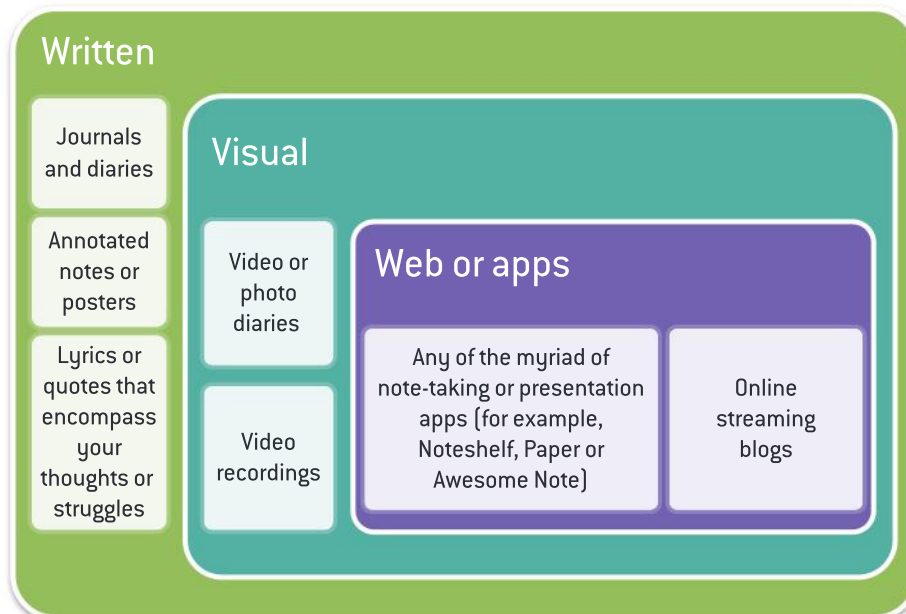 Written
Journals
and diaries
Annotated
notes or
posters
Lyrics or
quotes that
encompass
your
thoughts or
struggles
Visual
Video or
photo
diaries
Video
recordings
Web or apps
Any of the myriad of
note-taking or presentation
apps (for example,
Noteshelf, Paper or
Awesome Note)
Online
streaming
blogs